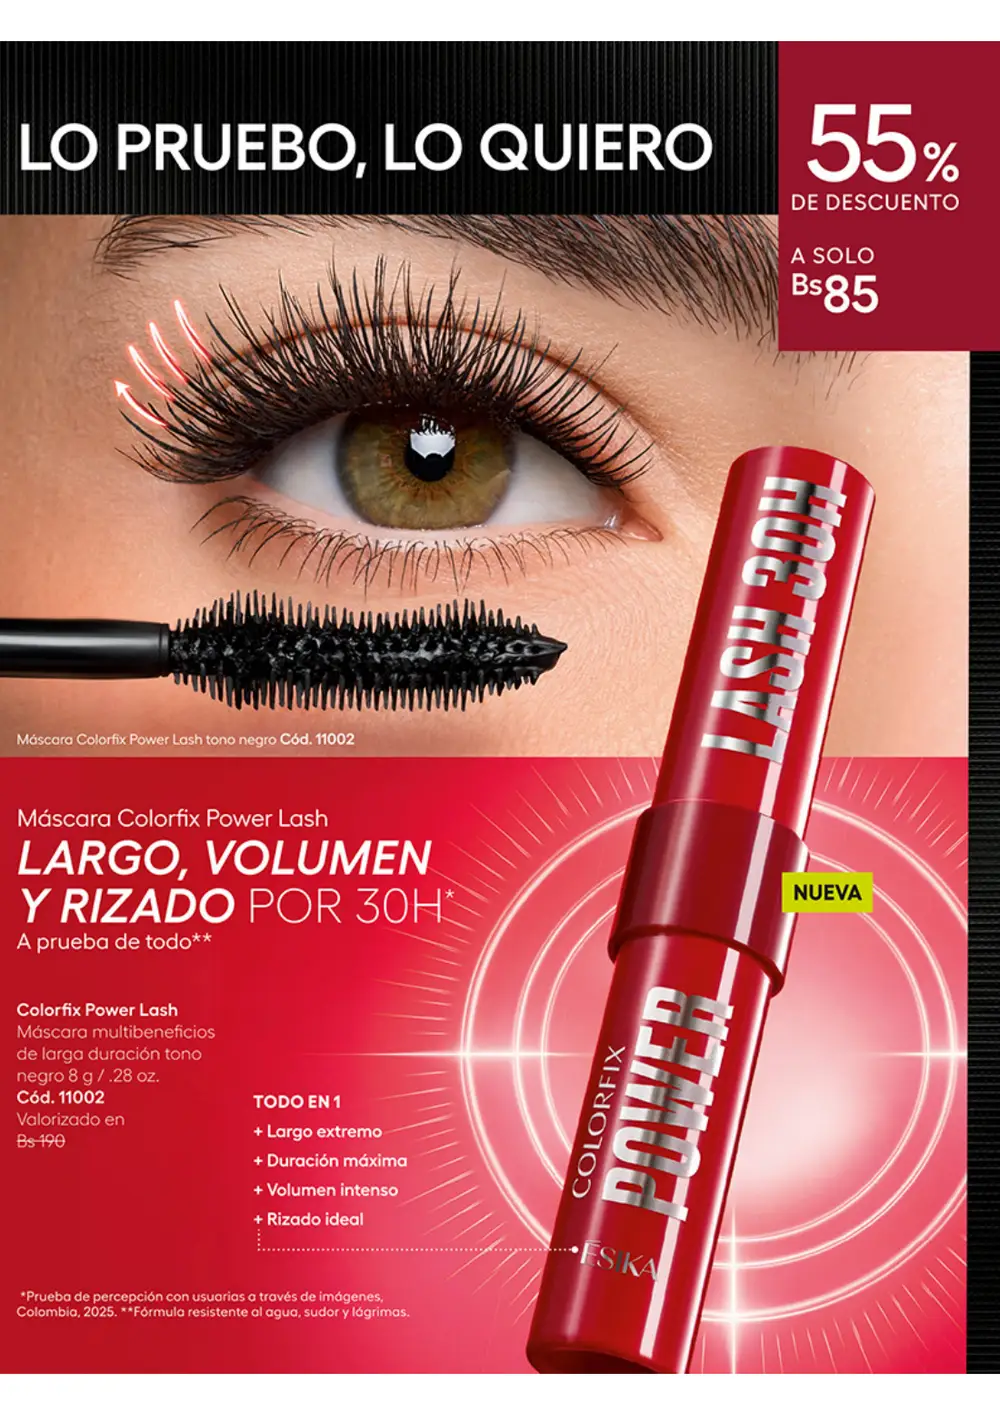 LO PRUEBO, LO QUIERO
55%
DE DESCUENTO
A SOLO
Bs85
LASH 30H
Máscara Colorfix Power Lash tono negro Cód. 11002
Máscara Colorfix Power Lash
LARGO, VOLUMEN
Y RIZADO POR 30H*
A prueba de todo**
NUEVA
Colorfix Power Lash
Máscara multibeneficios
de larga duración tono
negro 8 g / .28 oz.
Cód. 11002
Valorizado en
Bs 190
TODO EN 1
+ Largo extremo
+ Duración máxima
+ Volumen intenso
+ Rizado ideal
COLORFIX
POWER
ÉSIKA
*Prueba de percepción con usuarias a través de imágenes,
Colombia, 2025. **Fórmula resistente al agua, sudor y lágrimas.